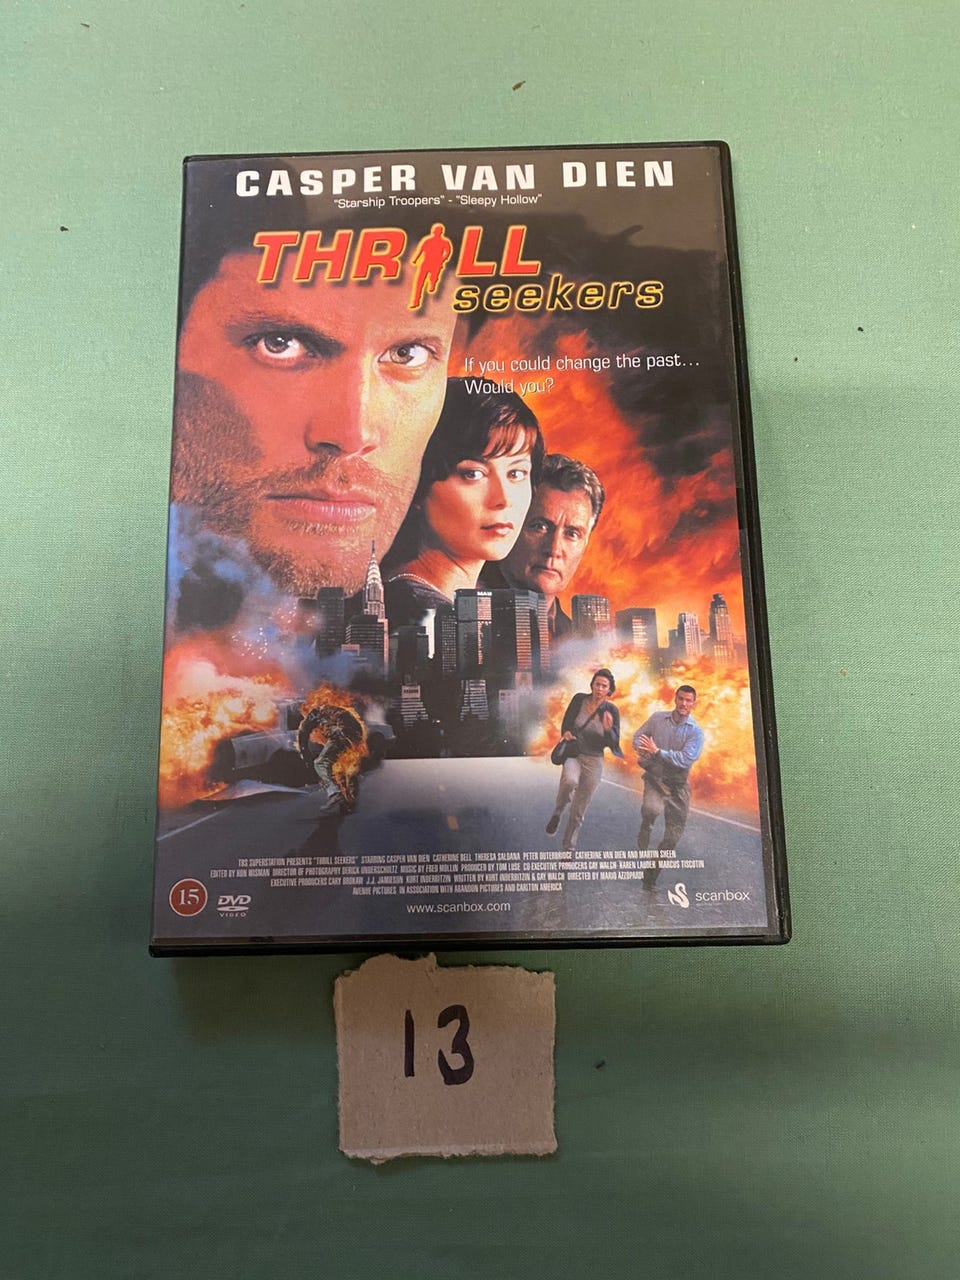 CASPER VAN DIEN
"Starship Troopers" - "Sleepy Hollow"
THRILL
seekers
If you could change the past...
Would you?
TBS SUPERSTATION PRESENTS "THRILL SEEKERS" STARRING CASPER VAN DIEN CATHERINE BELL THERESA SALDANA PETER OUTERBRIDGE CATHERINE VAN DIEN AND MARTIN SHEEN
EDITED BY RON WISMAN DIRECTOR OF PHOTOGRAPHY DERICK UNDERSCHULTZ MUSIC BY FRED MOLLIN PRODUCED BY TOM LUSE CO EXECUTIVE PRODUCERS GAY WALCH KAREN LAUDER MARCUS TISCOTIN
EXECUTIVE PRODUCERS CARY BROKAW J.J. JAMIESON KURT INDERBITZIN WRITTEN BY KURT INDERBITZIN & GAY WALCH DIRECTED BY MARIO AZZOPARDI
AVENUE PICTURES IN ASSOCIATION WITH ABANDON PICTURES AND CARLTON AMERICA
15
DVD
VIDEO
www.scanbox.com
scanbox
13